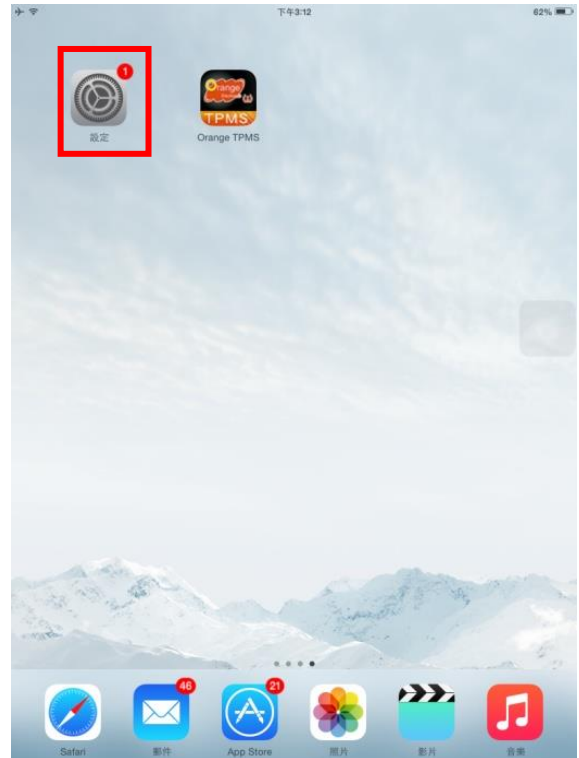 下午3:12
62%
1
設定
Orange
TPMS
Orange TPMS
46
21
Safari
郵件
App Store
照片
影片
音樂